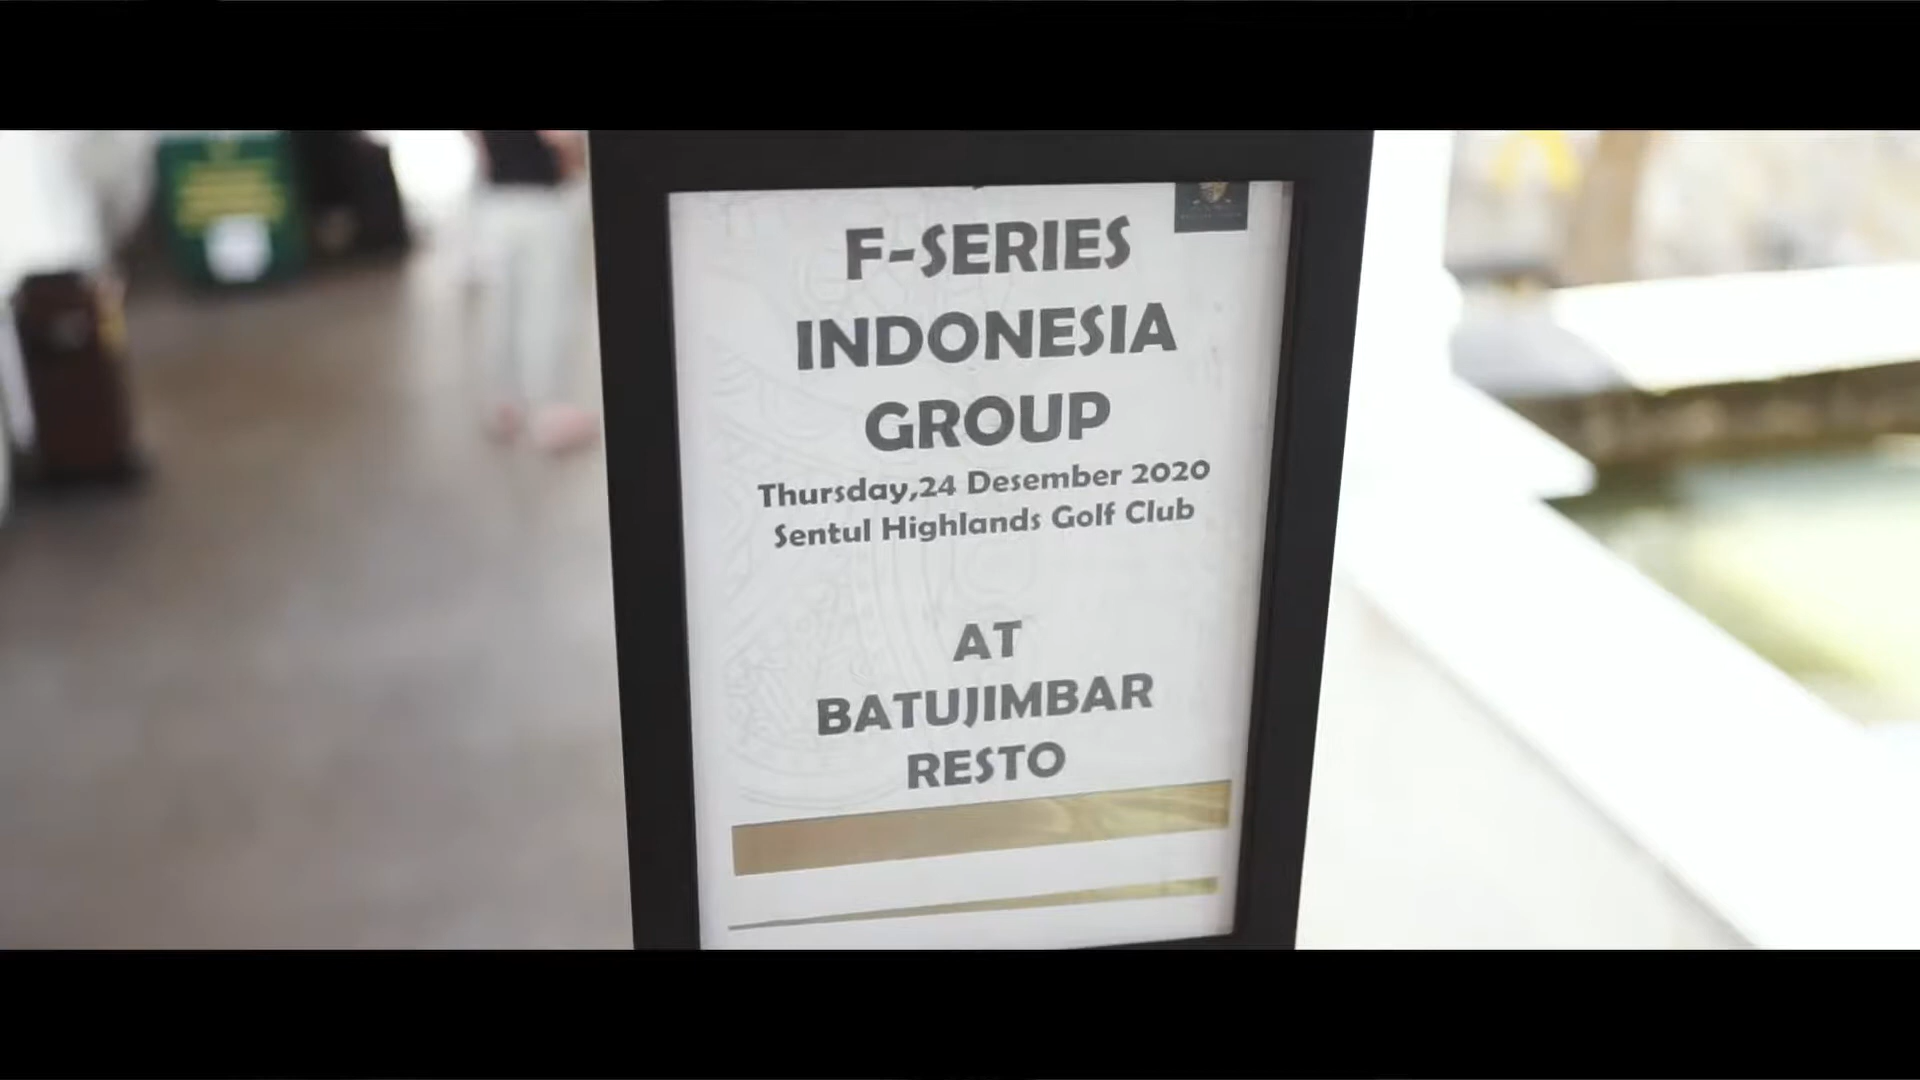 F-SERIES
INDONESIA
GROUP
Thursday,24 Desember 2020
Sentul Highlands Golf Club
AT
BATUJIMBAR
RESTO